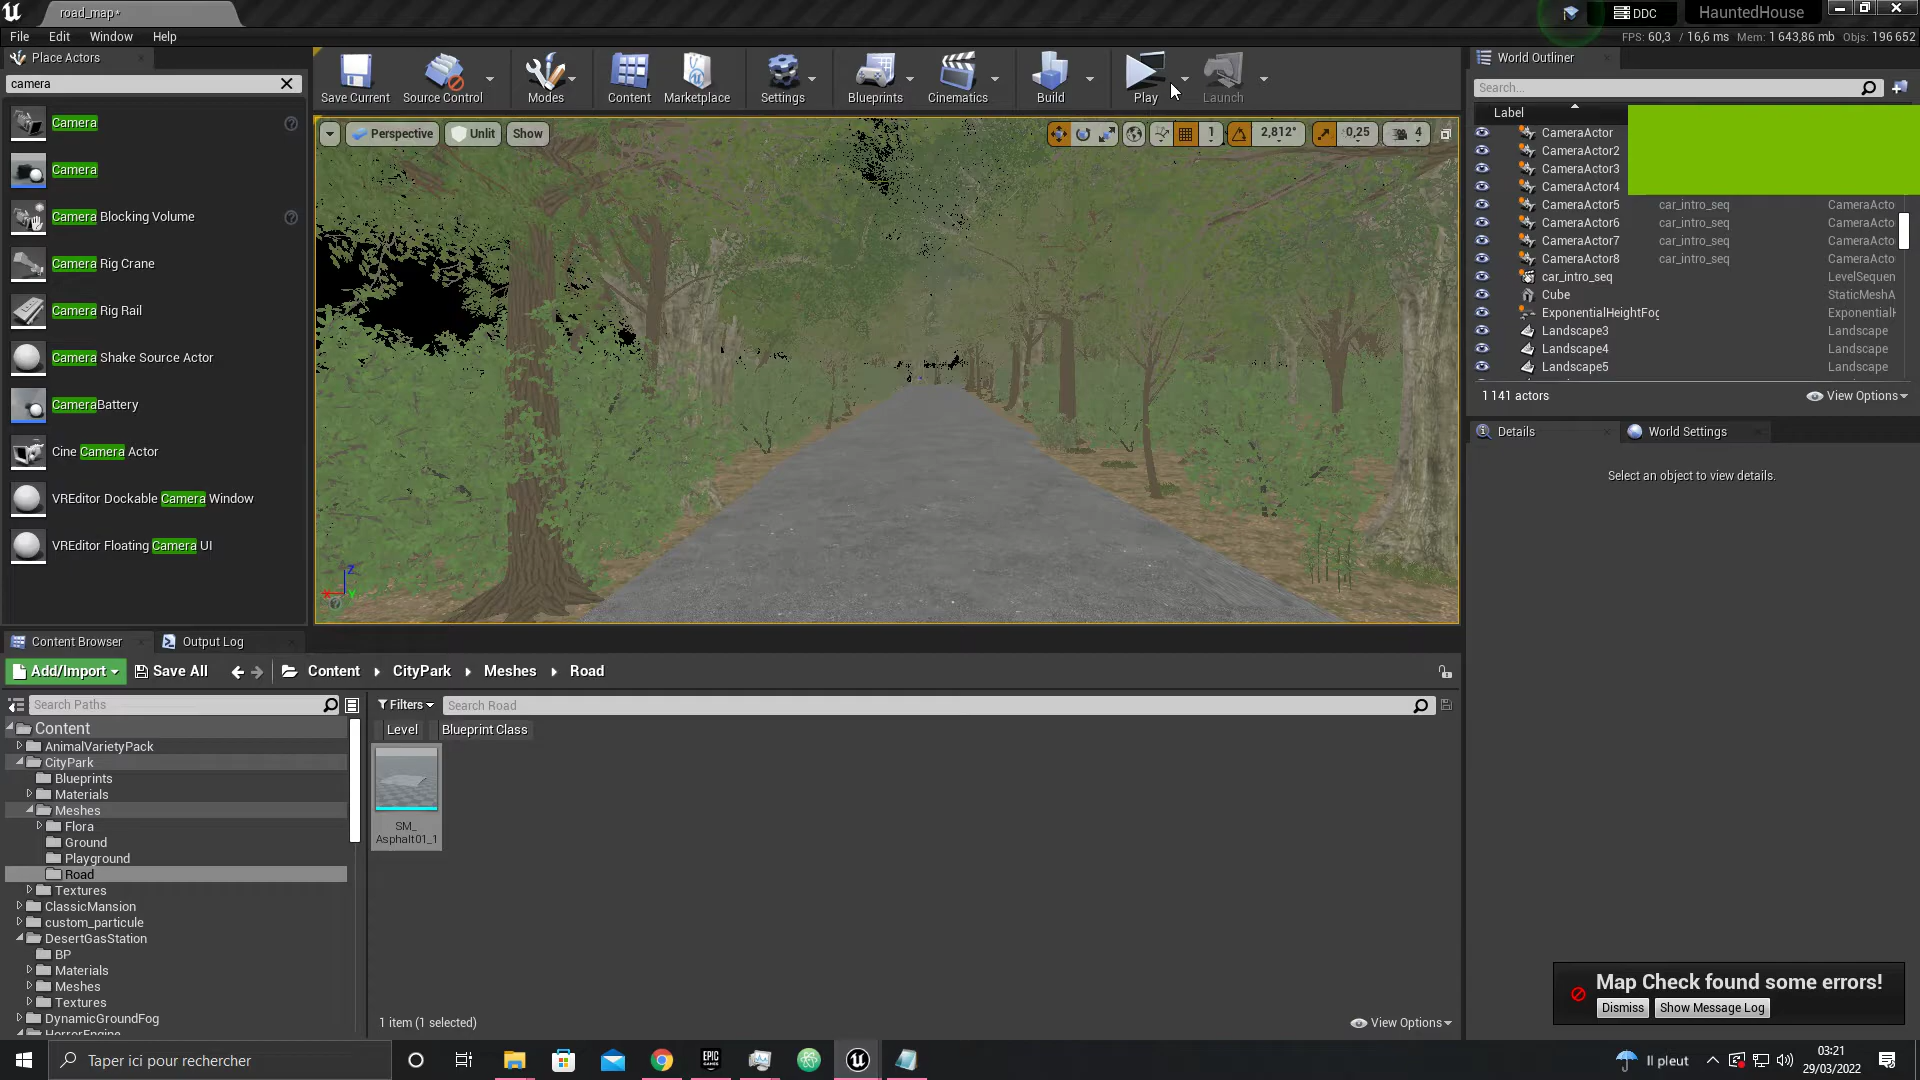 road_map*
DDC
HauntedHouse
File Edit Window Help
FPS: 60,3 / 16,6 ms Mem: 1 643,86 mb Objs: 196 652
Place Actors
camera
Camera
Camera
Camera Blocking Volume
Camera Rig Crane
Camera Rig Rail
Camera Shake Source Actor
CameraBattery
Cine Camera Actor
VREditor Dockable Camera Window
VREditor Floating Camera UI
Save Current Source Control Modes Content Marketplace Settings Blueprints Cinematics Build Play Launch
Perspective Unlit Show 1 2,812° 0,25 4
Z
X Y
World Outliner
Search...
Label
CameraActor
CameraActor2
CameraActor3
CameraActor4
CameraActor5 car_intro_seq CameraActo
CameraActor6 car_intro_seq CameraActo
CameraActor7 car_intro_seq CameraActo
CameraActor8 car_intro_seq CameraActo
car_intro_seq LevelSequen
Cube StaticMeshA
ExponentialHeightFog Exponential
Landscape3 Landscape
Landscape4 Landscape
Landscape5 Landscape
1 141 actors View Options
Details World Settings
Select an object to view details.
Content Browser Output Log
Add/Import Save All Content CityPark Meshes Road
Search Paths
Content
AnimalVarietyPack
CityPark
Blueprints
Materials
Meshes
Flora
Ground
Playground
Road
Textures
ClassicMansion
custom_particule
DesertGasStation
BP
Materials
Meshes
Textures
DynamicGroundFog
HorrorEngine
Filters Search Road
Level Blueprint Class
SM_
Asphalt01_1
1 item (1 selected) View Options
Map Check found some errors!
Dismiss Show Message Log
Taper ici pour rechercher
EPIC
GAMES
Il pleut
03:21
29/03/2022